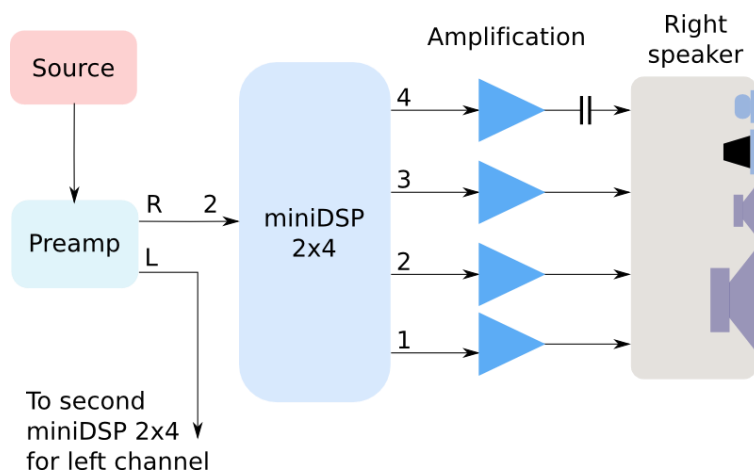 Source
Preamp
R
2
L
To second
miniDSP 2x4
for left channel
miniDSP
2x4
4
3
2
1
Amplification
Right
speaker